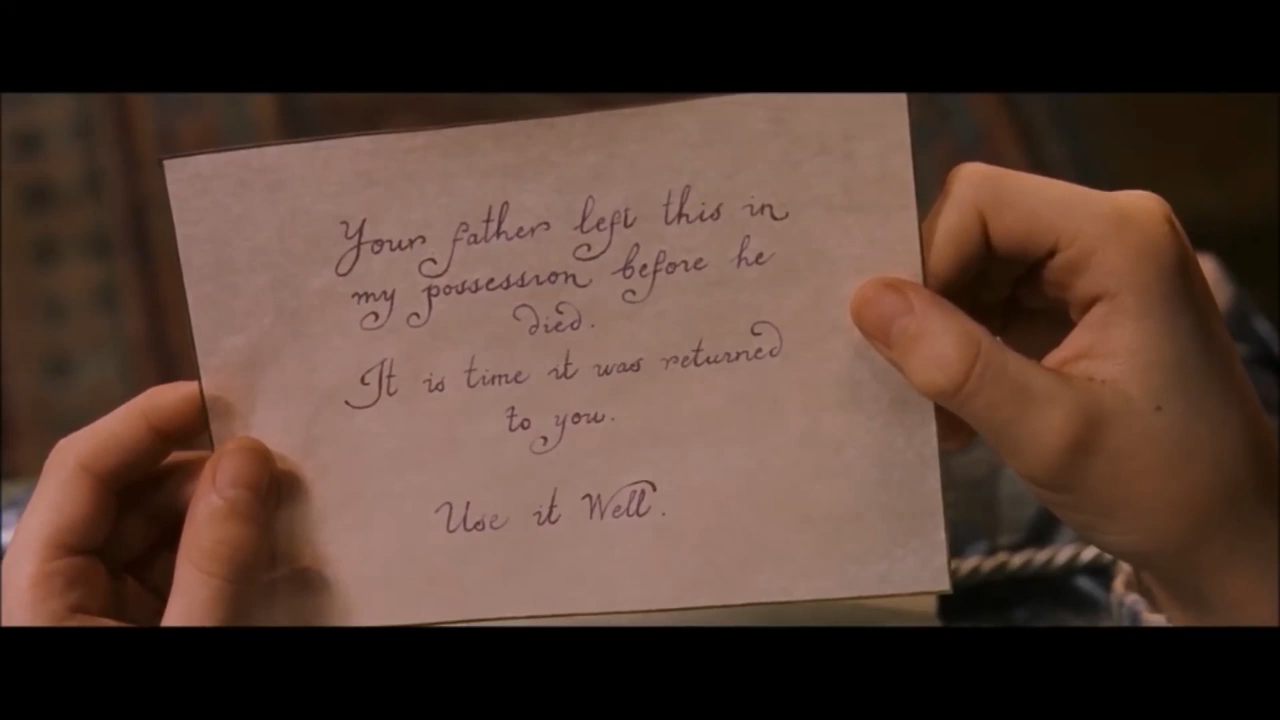 Your father left this in
my possession before he
died.
It is time it was returned
to you.
Use it Well.